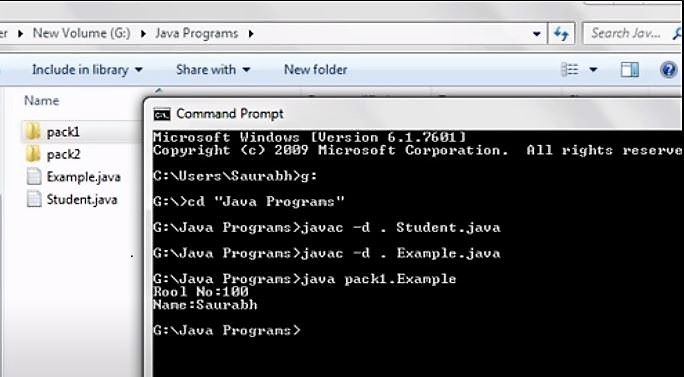 er ▸ New Volume (G:) ▸ Java Programs ▸ Search Jav...
Include in library Share with New folder
Name
pack1
pack2
Example.java
Student.java
Command Prompt
Microsoft Windows [Version 6.1.7601]
Copyright (c) 2009 Microsoft Corporation. All rights reserve
C:\Users\Saurabh>g:
G:\>cd "Java Programs"
G:\Java Programs>javac -d . Student.java
G:\Java Programs>javac -d . Example.java
G:\Java Programs>java pack1.Example
Rool No:100
Name:Saurabh
G:\Java Programs>